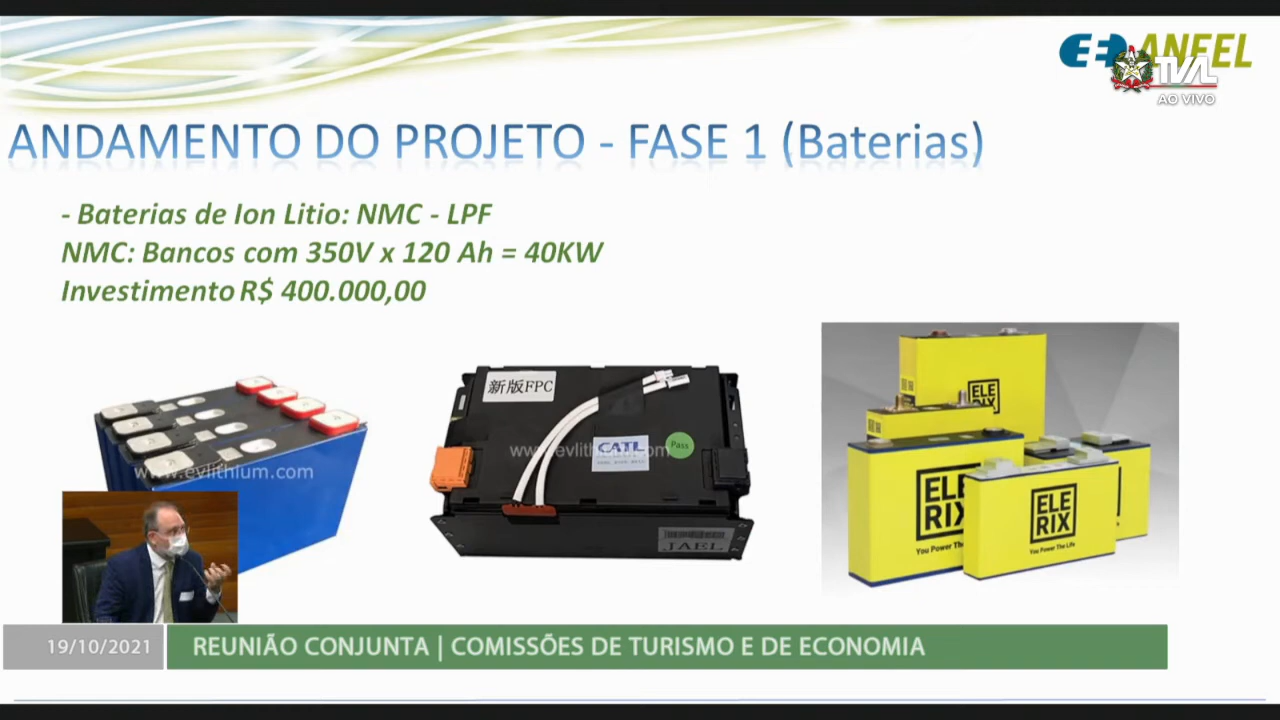 ANEEL
TVAL
AO VIVO
ANDAMENTO DO PROJETO - FASE 1 (Baterias)
- Baterias de Ion Litio: NMC - LPF
NMC: Bancos com 350V x 120 Ah = 40KW
Investimento R$ 400.000,00
www.evlithium.com
新版FPC
www.evlithium.com
CATL
Pass
JAEL
ELE
RIX
ELE
RIX
You Power The
ELE
RIX
You Power The Life
19/10/2021
REUNIÃO CONJUNTA | COMISSÕES DE TURISMO E DE ECONOMIA